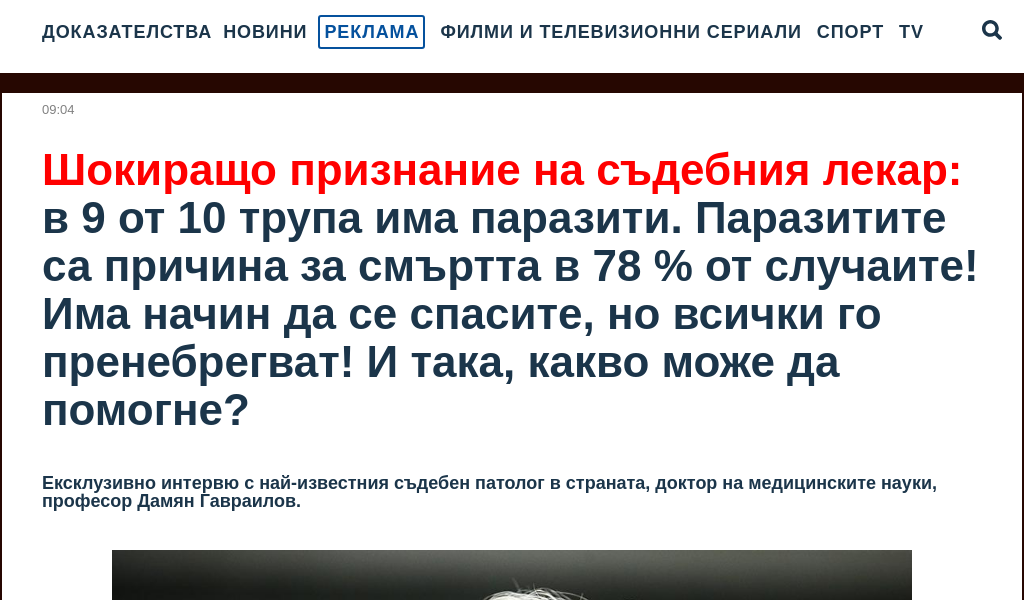 ДОКАЗАТЕЛСТВА НОВИНИ РЕКЛАМА ФИЛМИ И ТЕЛЕВИЗИОННИ СЕРИАЛИ СПОРТ TV
09:04
Шокиращо признание на съдебния лекар:
в 9 от 10 трупа има паразити. Паразитите
са причина за смъртта в 78 % от случаите!
Има начин да се спасите, но всички го
пренебрегват! И така, какво може да
помогне?
Ексклузивно интервю с най-известния съдебен патолог в страната, доктор на медицинските науки,
професор Дамян Гавраилов.